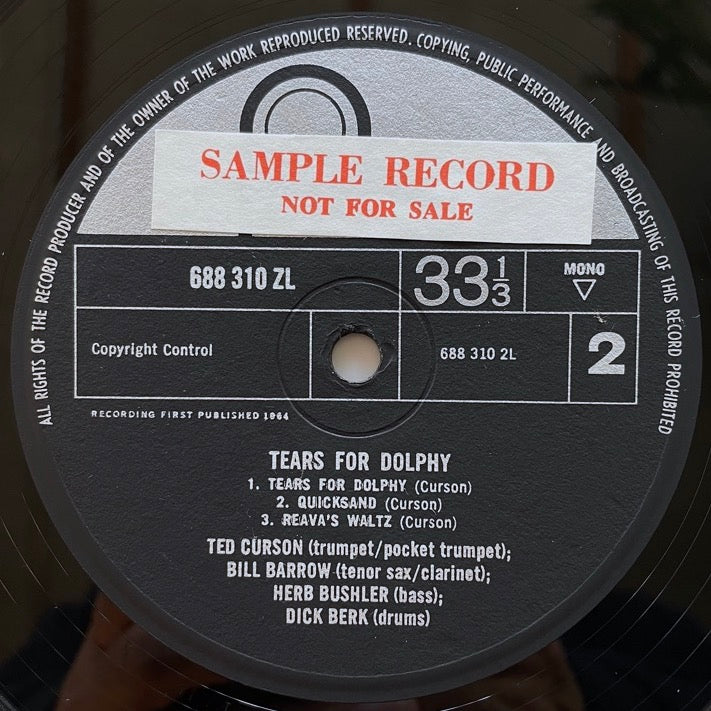 ALL RIGHTS OF THE RECORD PRODUCER AND OF THE OWNER OF THE WORK REPRODUCED RESERVED. COPYING, PUBLIC PERFORMANCE AND BROADCASTING OF THIS RECORD PROHIBITED
SAMPLE RECORD
NOT FOR SALE
688 310 ZL
33 1/3
MONO
Copyright Control
688 310 2L
2
RECORDING FIRST PUBLISHED 1964
TEARS FOR DOLPHY
1. TEARS FOR DOLPHY (Curson)
2. QUICKSAND (Curson)
3. REAVA'S WALTZ (Curson)
TED CURSON (trumpet/pocket trumpet);
BILL BARROW (tenor sax/clarinet);
HERB BUSHLER (bass);
DICK BERK (drums)